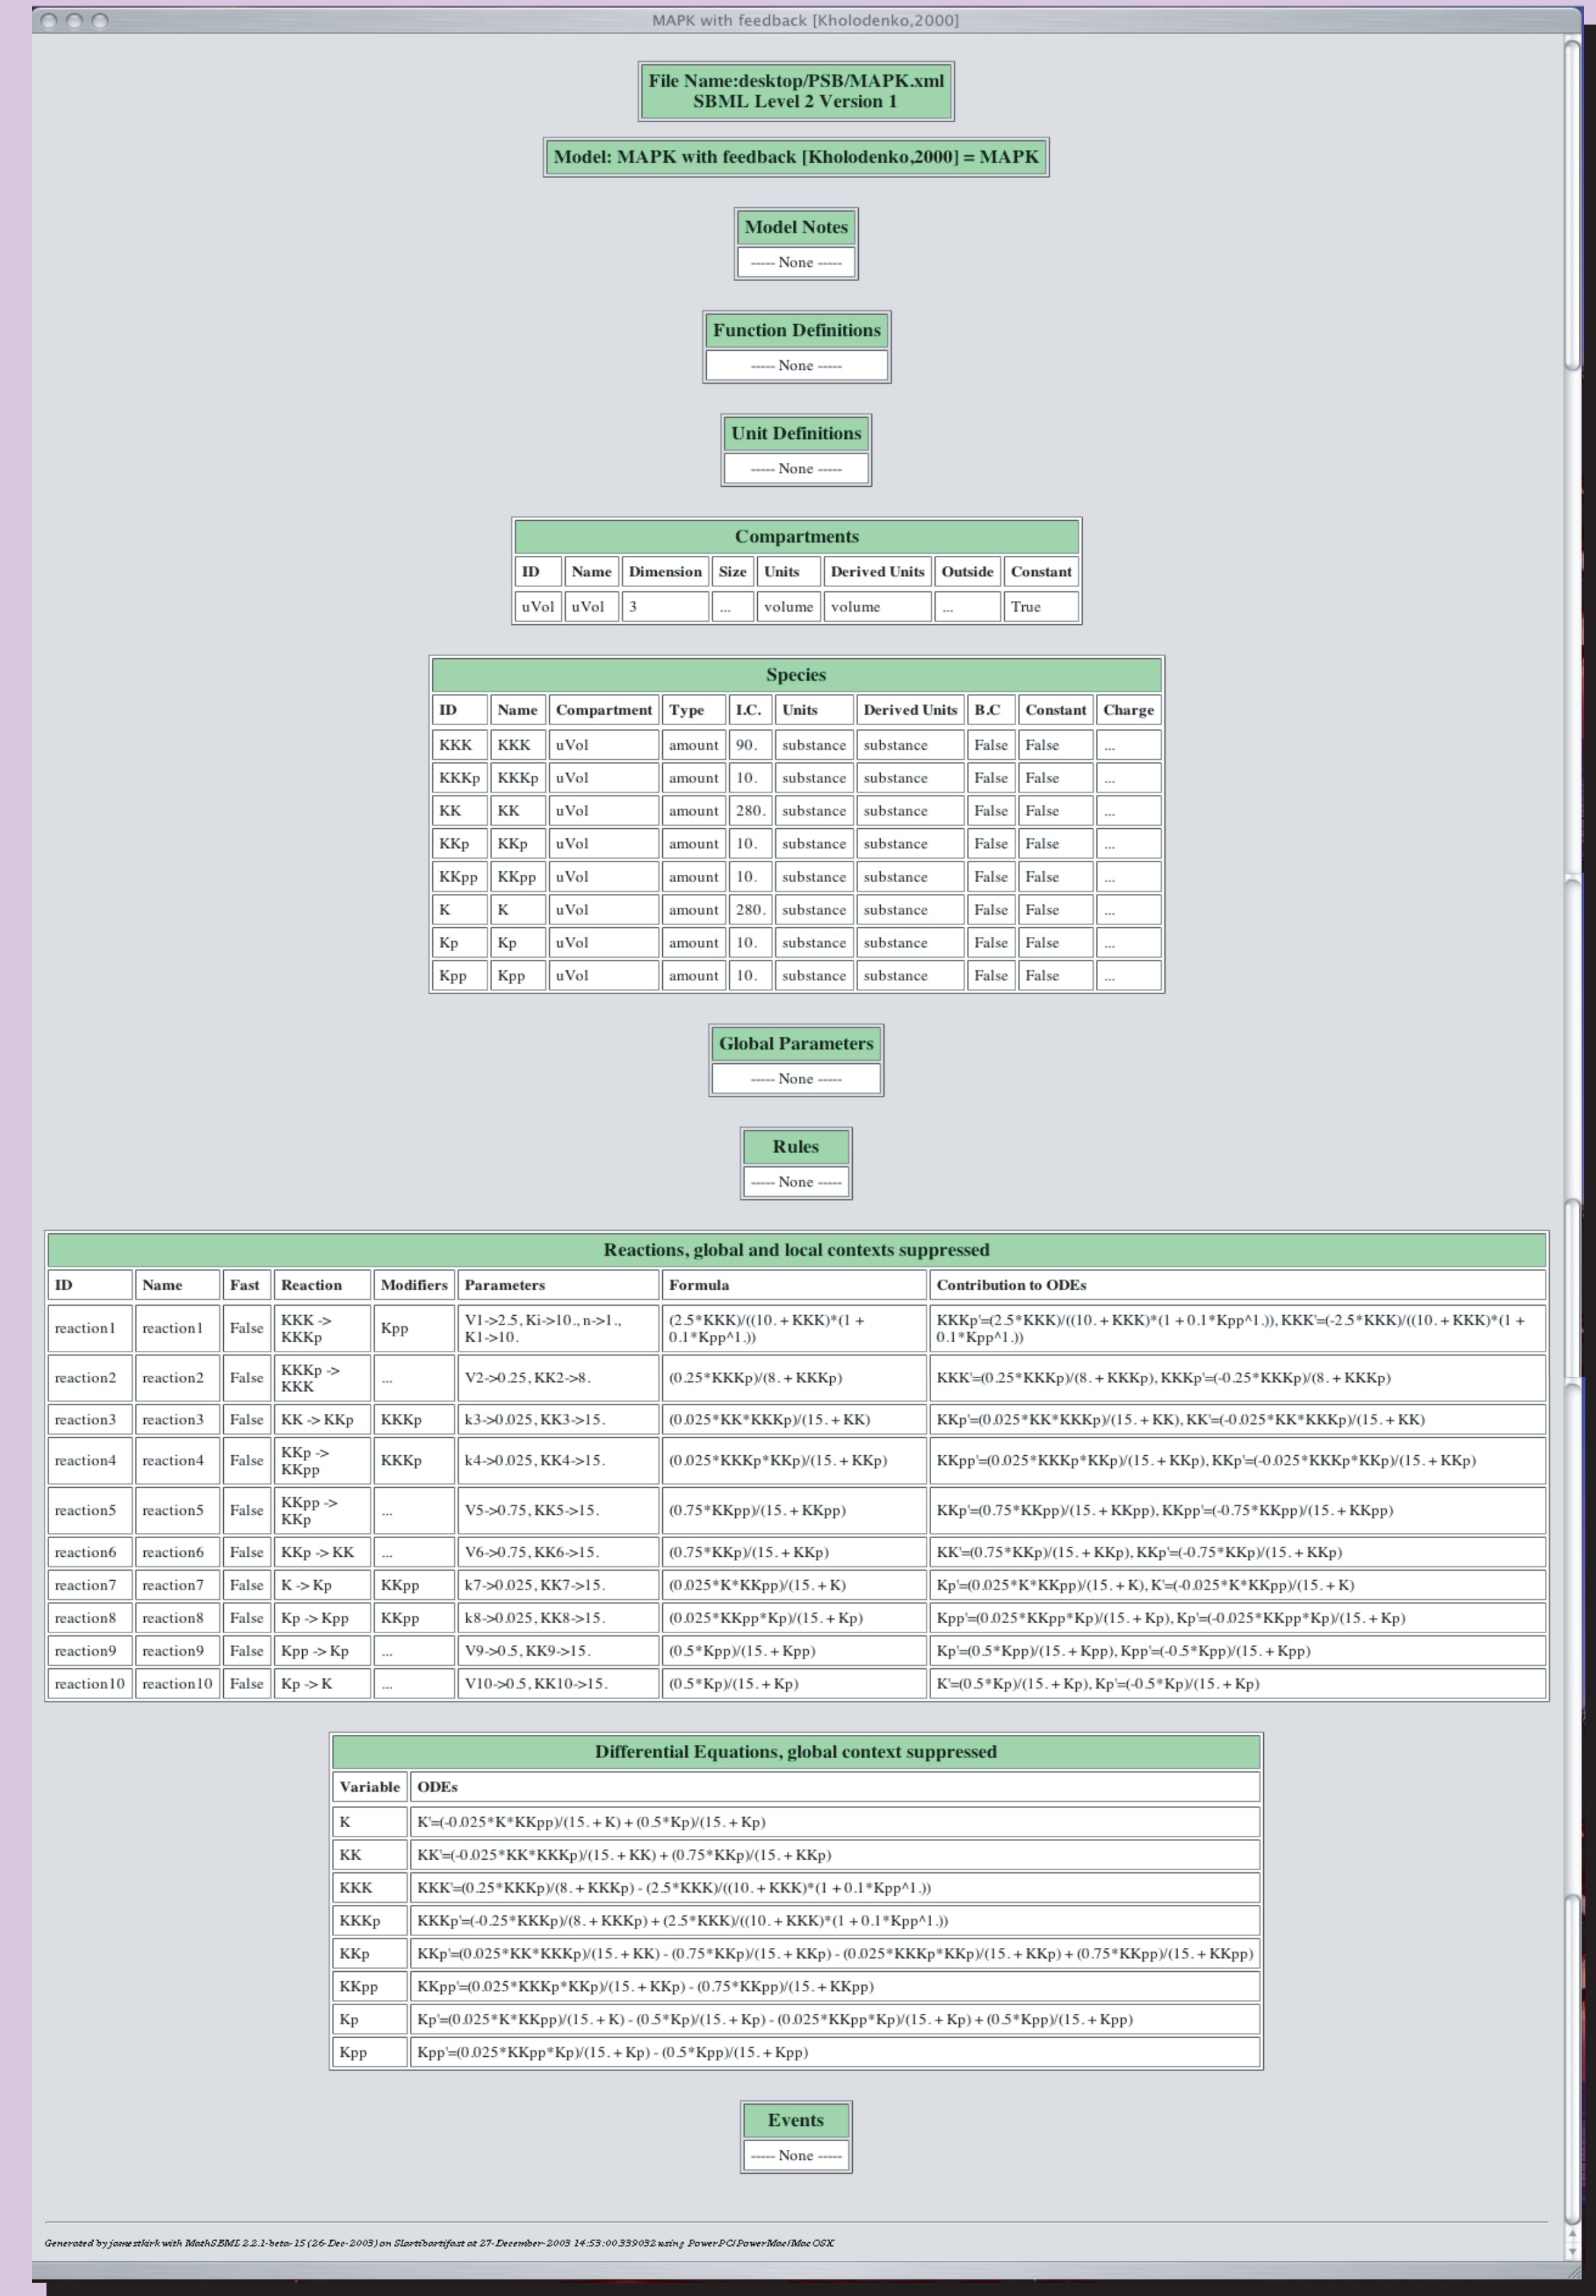 MAPK with feedback [Kholodenko,2000]
File Name:desktop/PSB/MAPK.xml
SBML Level 2 Version 1
Model: MAPK with feedback [Kholodenko,2000] = MAPK
Model Notes
----- None -----
Function Definitions
----- None -----
Unit Definitions
----- None -----
Compartments
ID Name Dimension Size Units Derived Units Outside Constant
uVol uVol 3 ... volume volume ... True
Species
ID Name Compartment Type I.C. Units Derived Units B.C Constant Charge
KKK KKK uVol amount 90. substance substance False False ...
KKKp KKKp uVol amount 10. substance substance False False ...
KK KK uVol amount 280. substance substance False False ...
KKp KKp uVol amount 10. substance substance False False ...
KKpp KKpp uVol amount 10. substance substance False False ...
K K uVol amount 280. substance substance False False ...
Kp Kp uVol amount 10. substance substance False False ...
Kpp Kpp uVol amount 10. substance substance False False ...
Global Parameters
----- None -----
Rules
----- None -----
Reactions, global and local contexts suppressed
ID Name Fast Reaction Modifiers Parameters Formula Contribution to ODEs
reaction1 reaction1 False KKK -> KKKp Kpp V1->2.5, Ki->10., n->1., K1->10. (2.5*KKK)/((10. + KKK)*(1 + 0.1*Kpp^1.)) KKKp'=(2.5*KKK)/((10. + KKK)*(1 + 0.1*Kpp^1.)), KKK'=(-2.5*KKK)/((10. + KKK)*(1 + 0.1*Kpp^1.))
reaction2 reaction2 False KKKp -> KKK ... V2->0.25, KK2->8. (0.25*KKKp)/(8. + KKKp) KKK'=(0.25*KKKp)/(8. + KKKp), KKKp'=(-0.25*KKKp)/(8. + KKKp)
reaction3 reaction3 False KK -> KKp KKKp k3->0.025, KK3->15. (0.025*KK*KKKp)/(15. + KK) KKp'=(0.025*KK*KKKp)/(15. + KK), KK'=(-0.025*KK*KKKp)/(15. + KK)
reaction4 reaction4 False KKp -> KKpp KKKp k4->0.025, KK4->15. (0.025*KKKp*KKp)/(15. + KKp) KKpp'=(0.025*KKKp*KKp)/(15. + KKp), KKp'=(-0.025*KKKp*KKp)/(15. + KKp)
reaction5 reaction5 False KKpp -> KKp ... V5->0.75, KK5->15. (0.75*KKpp)/(15. + KKpp) KKp'=(0.75*KKpp)/(15. + KKpp), KKpp'=(-0.75*KKpp)/(15. + KKpp)
reaction6 reaction6 False KKp -> KK ... V6->0.75, KK6->15. (0.75*KKp)/(15. + KKp) KK'=(0.75*KKp)/(15. + KKp), KKp'=(-0.75*KKp)/(15. + KKp)
reaction7 reaction7 False K -> Kp KKpp k7->0.025, KK7->15. (0.025*K*KKpp)/(15. + K) Kp'=(0.025*K*KKpp)/(15. + K), K'=(-0.025*K*KKpp)/(15. + K)
reaction8 reaction8 False Kp -> Kpp KKpp k8->0.025, KK8->15. (0.025*KKpp*Kp)/(15. + Kp) Kpp'=(0.025*KKpp*Kp)/(15. + Kp), Kp'=(-0.025*KKpp*Kp)/(15. + Kp)
reaction9 reaction9 False Kpp -> Kp ... V9->0.5, KK9->15. (0.5*Kpp)/(15. + Kpp) Kp'=(0.5*Kpp)/(15. + Kpp), Kpp'=(-0.5*Kpp)/(15. + Kpp)
reaction10 reaction10 False Kp -> K ... V10->0.5, KK10->15. (0.5*Kp)/(15. + Kp) K'=(0.5*Kp)/(15. + Kp), Kp'=(-0.5*Kp)/(15. + Kp)
Differential Equations, global context suppressed
Variable ODEs
K K'=(-0.025*K*KKpp)/(15. + K) + (0.5*Kp)/(15. + Kp)
KK KK'=(-0.025*KK*KKKp)/(15. + KK) + (0.75*KKp)/(15. + KKp)
KKK KKK'=(0.25*KKKp)/(8. + KKKp) - (2.5*KKK)/((10. + KKK)*(1 + 0.1*Kpp^1.))
KKKp KKKp'=(-0.25*KKKp)/(8. + KKKp) + (2.5*KKK)/((10. + KKK)*(1 + 0.1*Kpp^1.))
KKp KKp'=(0.025*KK*KKKp)/(15. + KK) - (0.75*KKp)/(15. + KKp) - (0.025*KKKp*KKp)/(15. + KKp) + (0.75*KKpp)/(15. + KKpp)
KKpp KKpp'=(0.025*KKKp*KKp)/(15. + KKp) - (0.75*KKpp)/(15. + KKpp)
Kp Kp'=(0.025*K*KKpp)/(15. + K) - (0.5*Kp)/(15. + Kp) - (0.025*KKpp*Kp)/(15. + Kp) + (0.5*Kpp)/(15. + Kpp)
Kpp Kpp'=(0.025*KKpp*Kp)/(15. + Kp) - (0.5*Kpp)/(15. + Kpp)
Events
----- None -----
Generated by jamestkirk with MathSBML 2.2.1-beta-15 (26-Dec-2003) on Slartibartifast at 27-December-2003 14:53:00.339032 using PowerPC/PowerMac/MacOSX